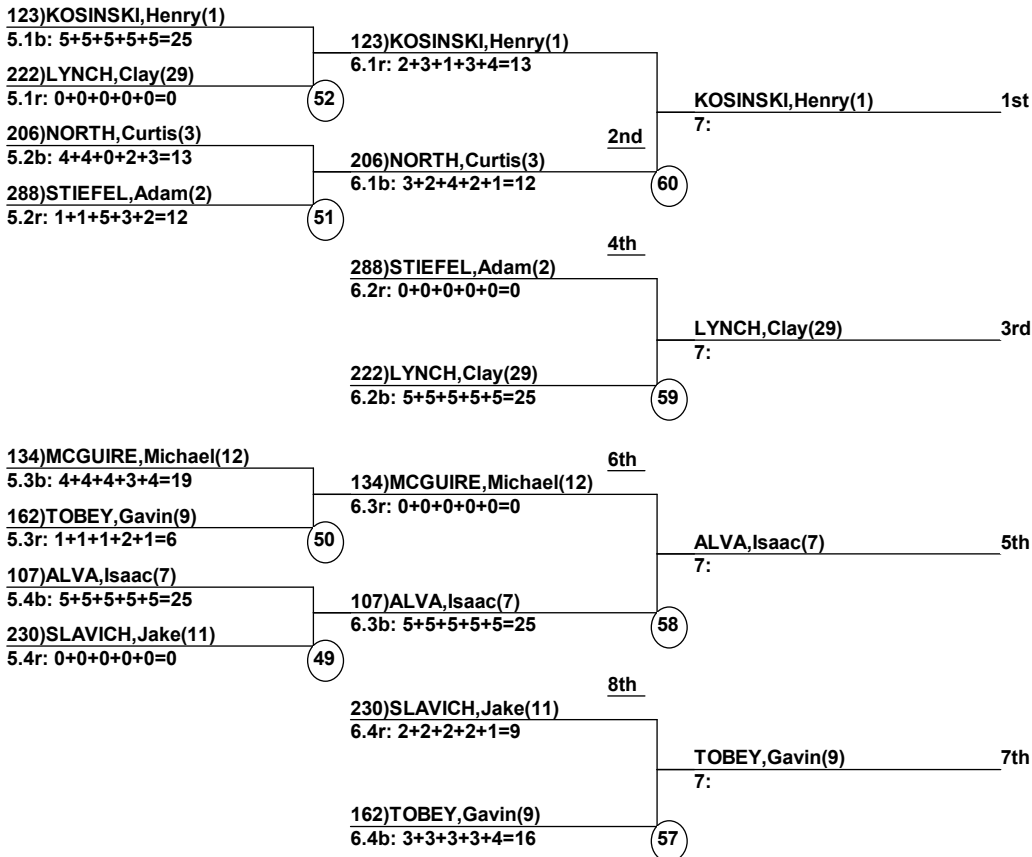 123)KOSINSKI,Henry(1)
5.1b: 5+5+5+5+5=25
222)LYNCH,Clay(29)
5.1r: 0+0+0+0+0=0
52
206)NORTH,Curtis(3)
5.2b: 4+4+0+2+3=13
288)STIEFEL,Adam(2)
5.2r: 1+1+5+3+2=12
51
123)KOSINSKI,Henry(1)
6.1r: 2+3+1+3+4=13
2nd
206)NORTH,Curtis(3)
6.1b: 3+2+4+2+1=12
60
KOSINSKI,Henry(1) 1st
7:
4th
288)STIEFEL,Adam(2)
6.2r: 0+0+0+0+0=0
222)LYNCH,Clay(29)
6.2b: 5+5+5+5+5=25
59
LYNCH,Clay(29) 3rd
7:
134)MCGUIRE,Michael(12)
5.3b: 4+4+4+3+4=19
162)TOBEY,Gavin(9)
5.3r: 1+1+1+2+1=6
50
107)ALVA,Isaac(7)
5.4b: 5+5+5+5+5=25
230)SLAVICH,Jake(11)
5.4r: 0+0+0+0+0=0
49
6th
134)MCGUIRE,Michael(12)
6.3r: 0+0+0+0+0=0
107)ALVA,Isaac(7)
6.3b: 5+5+5+5+5=25
58
ALVA,Isaac(7) 5th
7:
8th
230)SLAVICH,Jake(11)
6.4r: 2+2+2+2+1=9
162)TOBEY,Gavin(9)
6.4b: 3+3+3+3+4=16
57
TOBEY,Gavin(9) 7th
7: